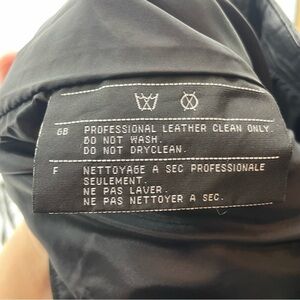 GB PROFESSIONAL LEATHER CLEAN ONLY.
DO NOT WASH.
DO NOT DRYCLEAN.
F NETTOYAGE A SEC PROFESSIONALE
SEULEMENT.
NE PAS LAVER.
NE PAS NETTOYER A SEC.